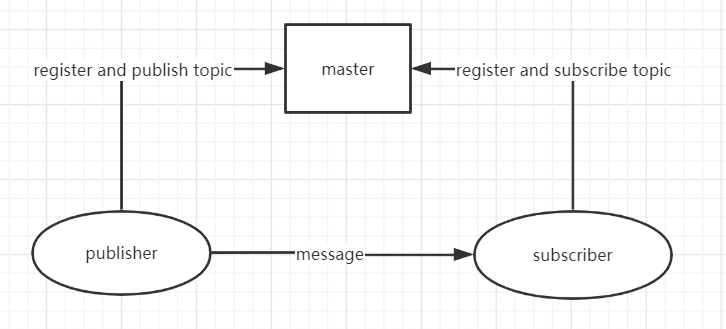 register and publish topic
master
register and subscribe topic
publisher
message
subscriber